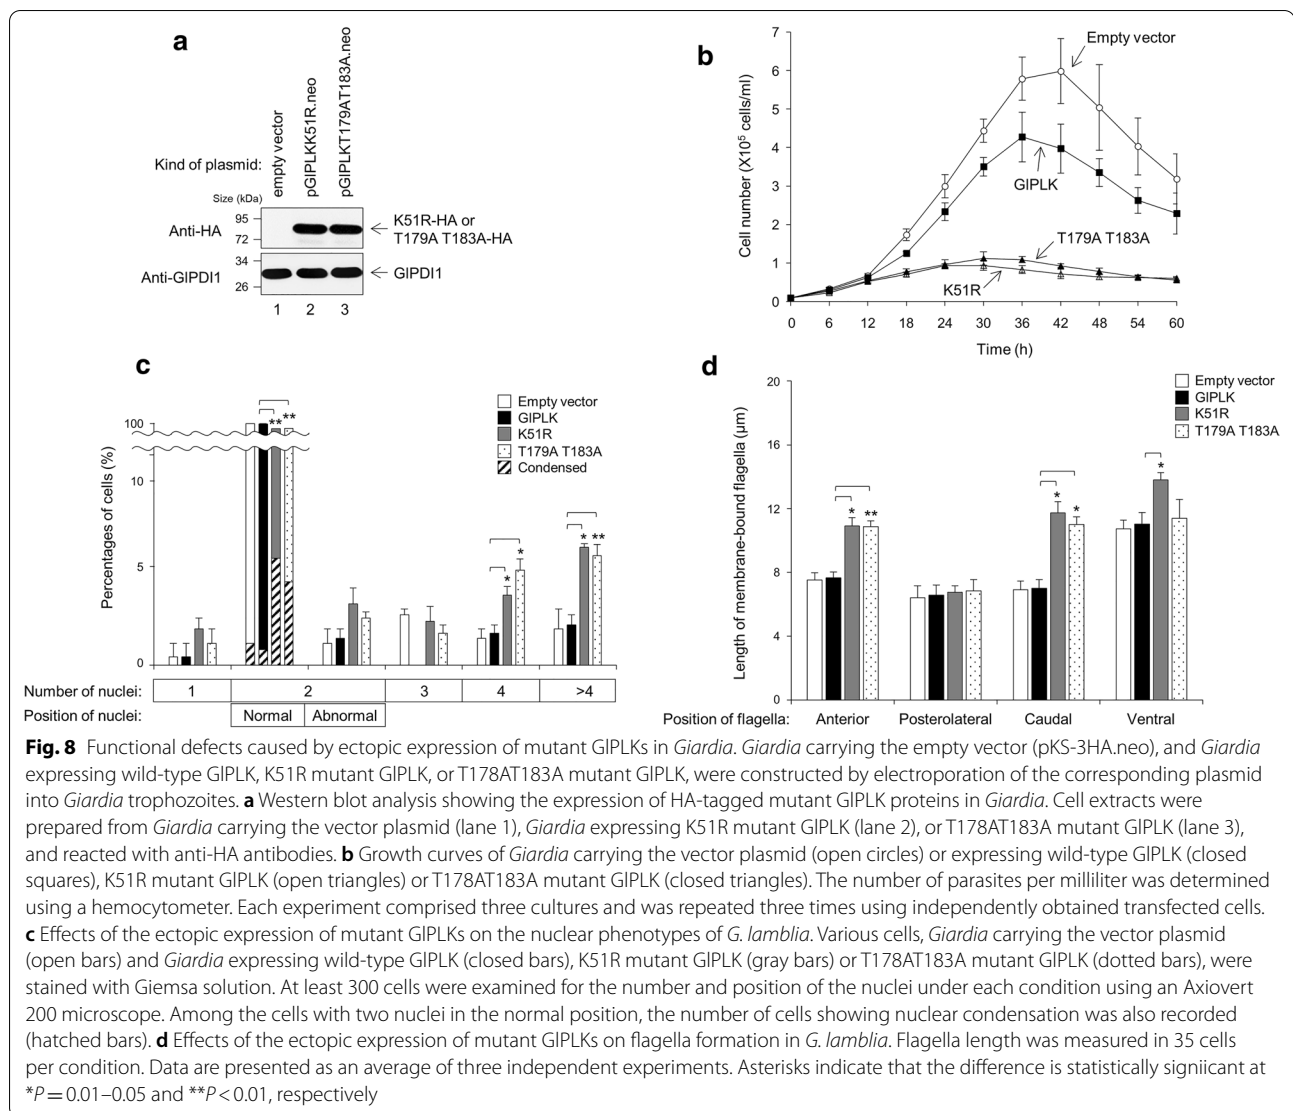 a
Kind of plasmid:
empty vector
pGlPLKK51R.neo
pGlPLKT179AT183A.neo
Size (kDa)
Anti-HA
95
72
K51R-HA or
T179A T183A-HA
Anti-GlPDI1
34
26
GlPDI1
1 2 3
b
Cell number (X10⁵ cells/ml)
7
6
5
4
3
2
1
0
Empty vector
GlPLK
T179A T183A
K51R
0 6 12 18 24 30 36 42 48 54 60
Time (h)
c
Percentages of cells (%)
100
10
5
0
Empty vector
GlPLK
K51R
T179A T183A
Condensed
** **
* *
* **
Number of nuclei: 1 2 3 4 >4
Position of nuclei: Normal Abnormal
d
Length of membrane-bound flagella (μm)
20
16
12
8
4
0
Empty vector
GlPLK
K51R
T179A T183A
* **
* *
*
Position of flagella: Anterior Posterolateral Caudal Ventral
Fig. 8 Functional defects caused by ectopic expression of mutant GlPLKs in Giardia. Giardia carrying the empty vector (pKS-3HA.neo), and Giardia
expressing wild-type GlPLK, K51R mutant GlPLK, or T178AT183A mutant GlPLK, were constructed by electroporation of the corresponding plasmid
into Giardia trophozoites. a Western blot analysis showing the expression of HA-tagged mutant GlPLK proteins in Giardia. Cell extracts were
prepared from Giardia carrying the vector plasmid (lane 1), Giardia expressing K51R mutant GlPLK (lane 2), or T178AT183A mutant GlPLK (lane 3),
and reacted with anti-HA antibodies. b Growth curves of Giardia carrying the vector plasmid (open circles) or expressing wild-type GlPLK (closed
squares), K51R mutant GlPLK (open triangles) or T178AT183A mutant GlPLK (closed triangles). The number of parasites per milliliter was determined
using a hemocytometer. Each experiment comprised three cultures and was repeated three times using independently obtained transfected cells.
c Effects of the ectopic expression of mutant GlPLKs on the nuclear phenotypes of G. lamblia. Various cells, Giardia carrying the vector plasmid
(open bars) and Giardia expressing wild-type GlPLK (closed bars), K51R mutant GlPLK (gray bars) or T178AT183A mutant GlPLK (dotted bars), were
stained with Giemsa solution. At least 300 cells were examined for the number and position of the nuclei under each condition using an Axiovert
200 microscope. Among the cells with two nuclei in the normal position, the number of cells showing nuclear condensation was also recorded
(hatched bars). d Effects of the ectopic expression of mutant GlPLKs on flagella formation in G. lamblia. Flagella length was measured in 35 cells
per condition. Data are presented as an average of three independent experiments. Asterisks indicate that the difference is statistically signiicant at
*P = 0.01–0.05 and **P < 0.01, respectively